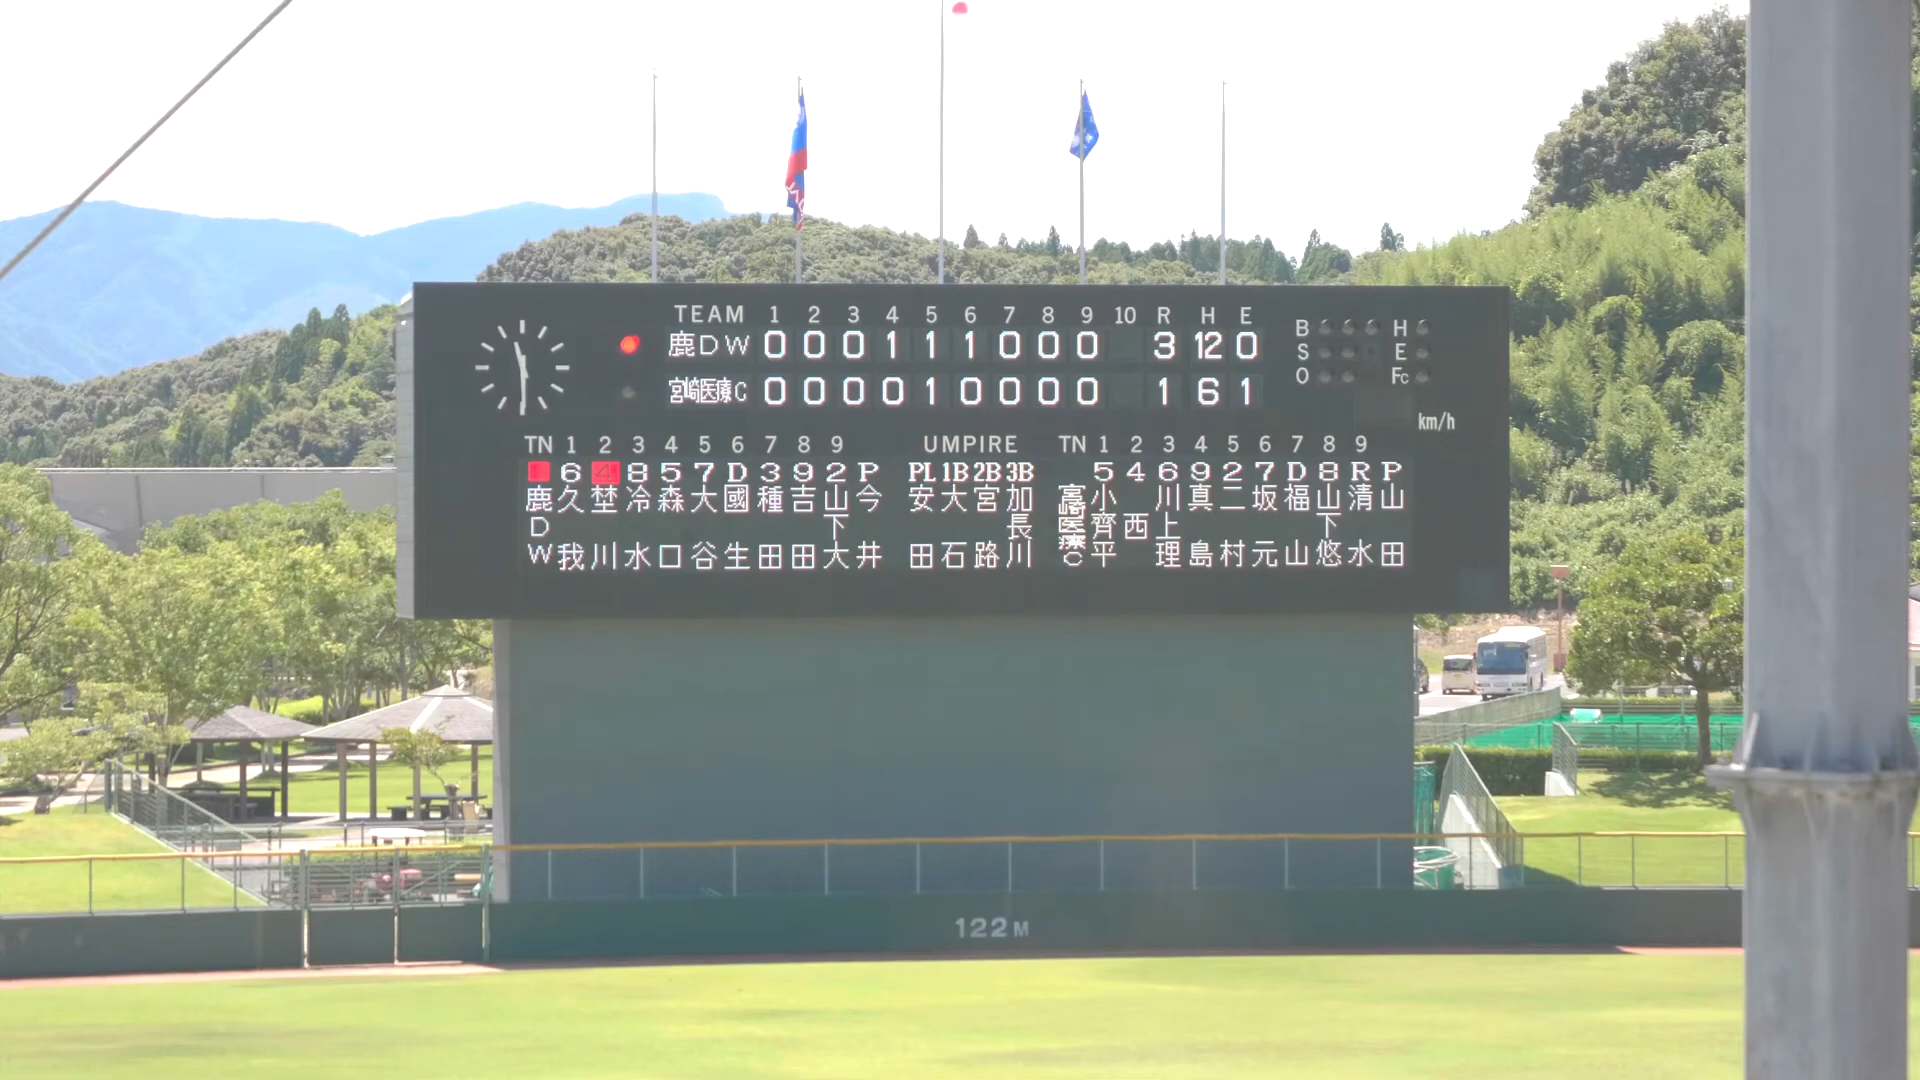 TEAM 1 2 3 4 5 6 7 8 9 10 R H E
鹿DW 0 0 0 1 1 1 0 0 0 3 12 0
宮崎医療C 0 0 0 0 1 0 0 0 0 1 6 1
B H
S E
O Fc
km/h
TN 1 2 3 4 5 6 7 8 9 UMPIRE TN 1 2 3 4 5 6 7 8 9
6 4 8 5 7 D 3 9 2 P PL 1B 2B 3B 5 4 6 9 2 7 D 8 R P
鹿DW 久我 埜川 冷水 森口 大谷 國生 種田 吉田 山下大 今井 安田 大石 宮路 加長川 宮崎医療C 小齊平 西 川上理 真島 二村 坂元 福山 山下悠 清水 山田
122M